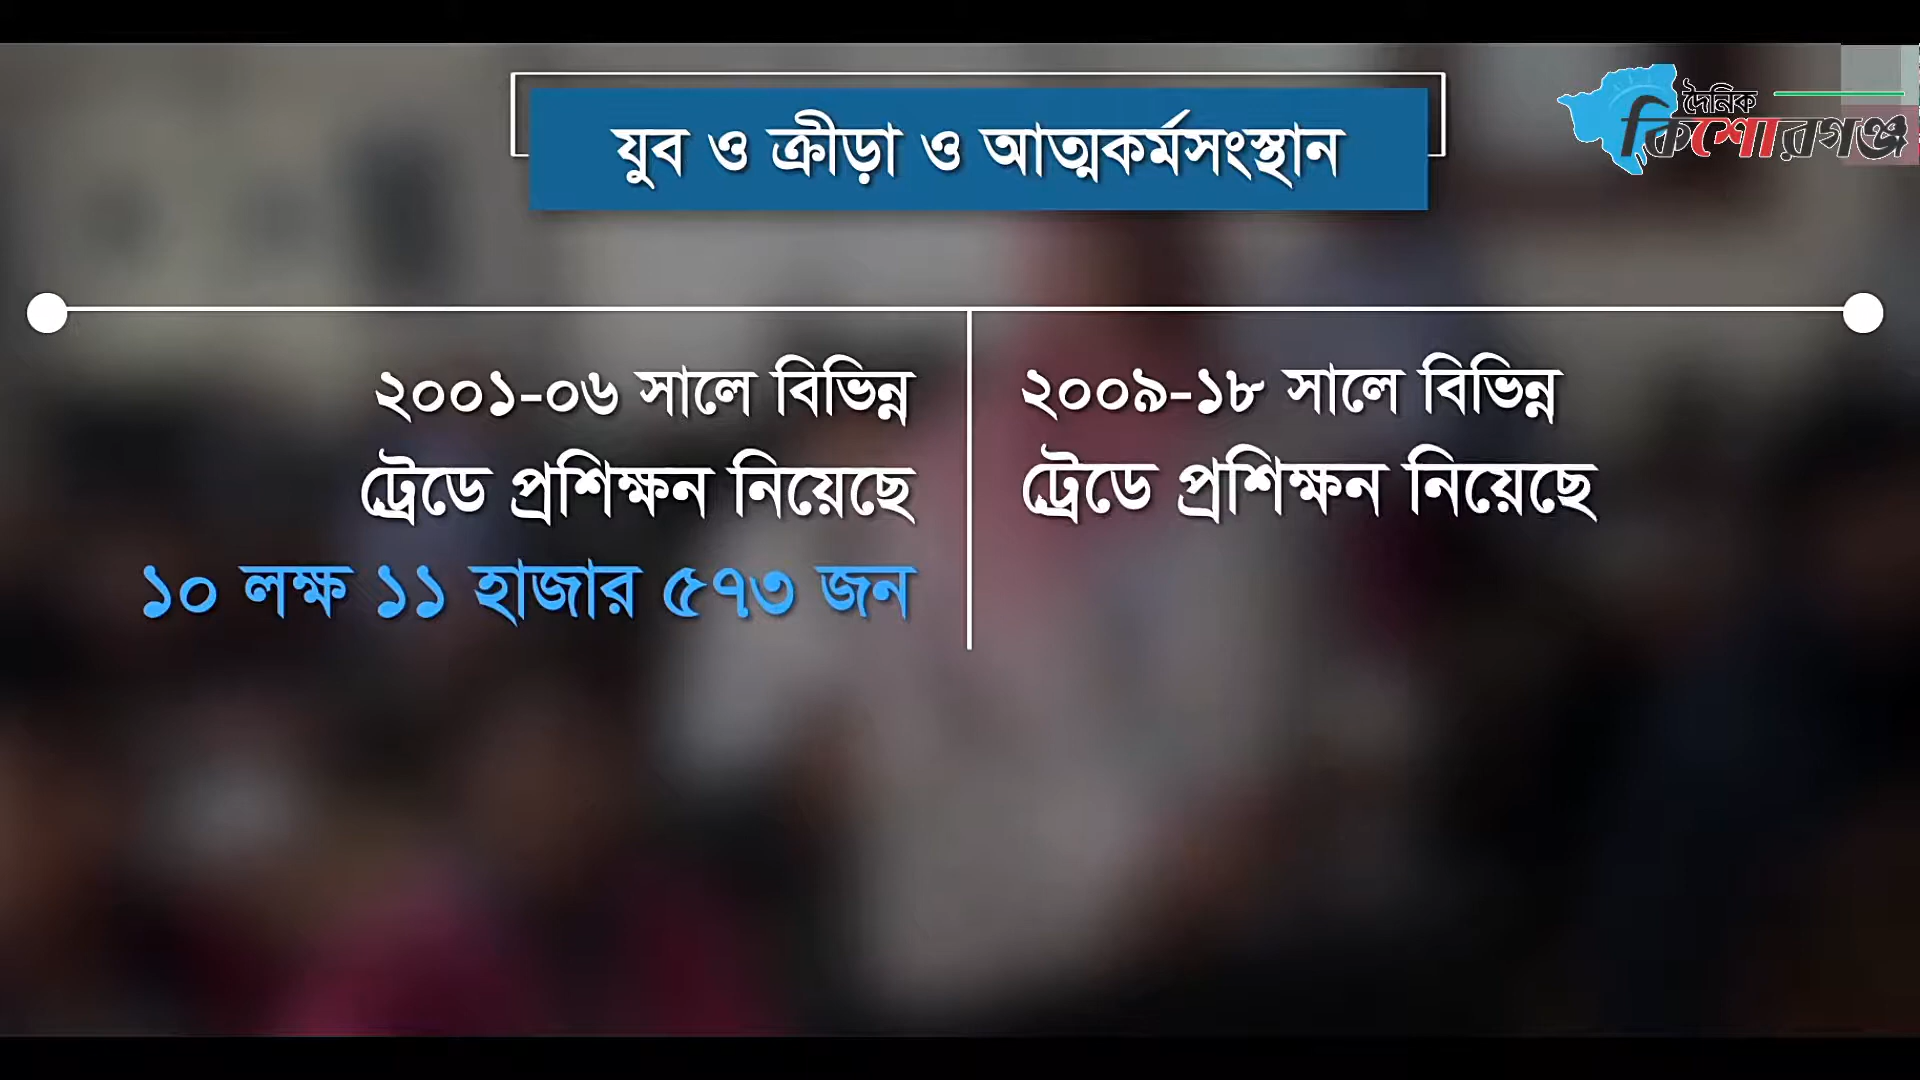 যুব ও ক্রীড়া ও আত্মকর্মসংস্থান
দৈনিক
কিশোরগঞ্জ
২০০১-০৬ সালে বিভিন্ন
ট্রেডে প্রশিক্ষন নিয়েছে
১০ লক্ষ ১১ হাজার ৫৭৩ জন
২০০৯-১৮ সালে বিভিন্ন
ট্রেডে প্রশিক্ষন নিয়েছে